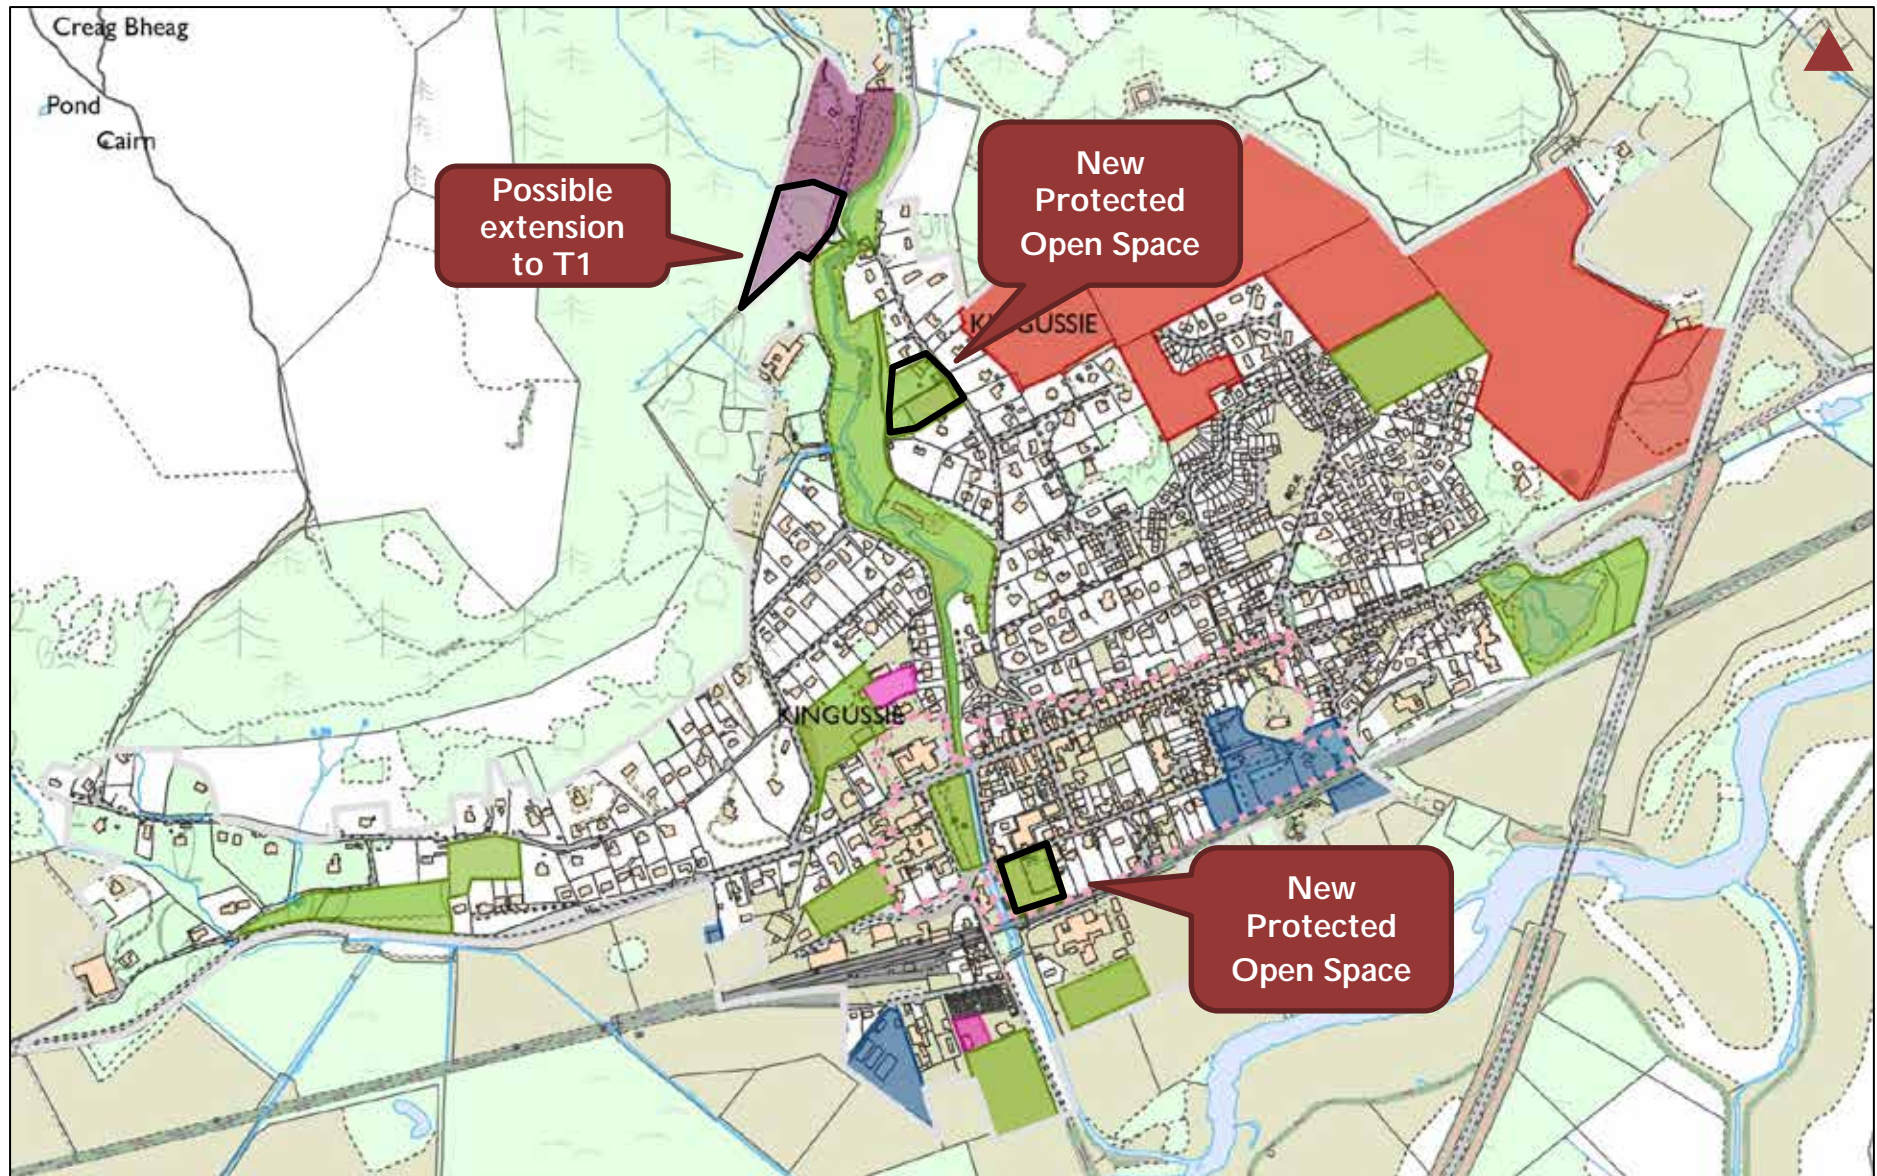 Creag Bheag
Pond
Cairn
Possible
extension
to T1
New
Protected
Open Space
KINGUSSIE
KINGUSSIE
New
Protected
Open Space